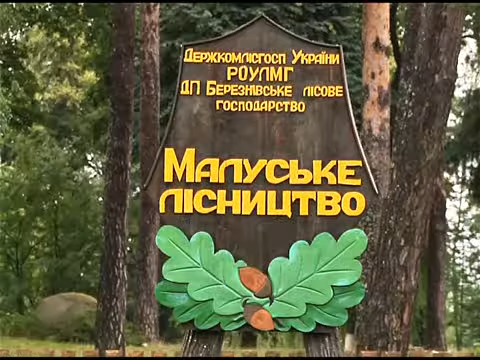 Держкомлісгосп України
РОУЛМГ
ДП Березнівське лісове
господарство
Малуське
лісництво